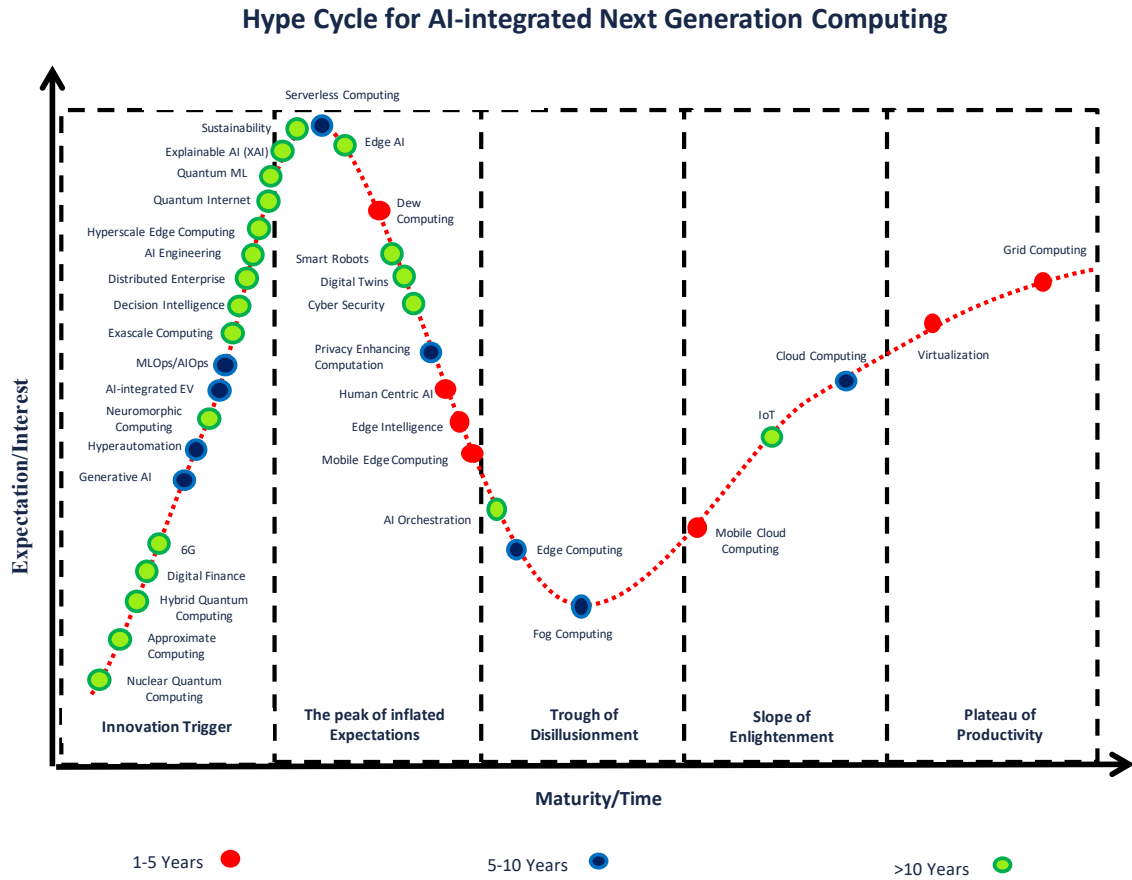 Hype Cycle for AI-integrated Next Generation Computing
Serverless Computing
Sustainability
Edge AI
Explainable AI (XAI)
Quantum ML
Quantum Internet
Dew
Computing
Hyperscale Edge Computing
AI Engineering
Smart Robots
Grid Computing
Distributed Enterprise
Digital Twins
Decision Intelligence
Cyber Security
Exascale Computing
Privacy Enhancing
Computation
Cloud Computing
Virtualization
MLOps/AIOps
AI-integrated EV
Human Centric AI
Neuromorphic
Computing
Edge Intelligence
IoT
Hyperautomation
Mobile Edge Computing
Generative AI
AI Orchestration
Mobile Cloud
Computing
6G
Edge Computing
Digital Finance
Hybrid Quantum
Computing
Fog Computing
Approximate
Computing
Nuclear Quantum
Computing
Innovation Trigger
The peak of inflated
Expectations
Trough of
Disillusionment
Slope of
Enlightenment
Plateau of
Productivity
Expectation/Interest
Maturity/Time
1-5 Years
5-10 Years
>10 Years